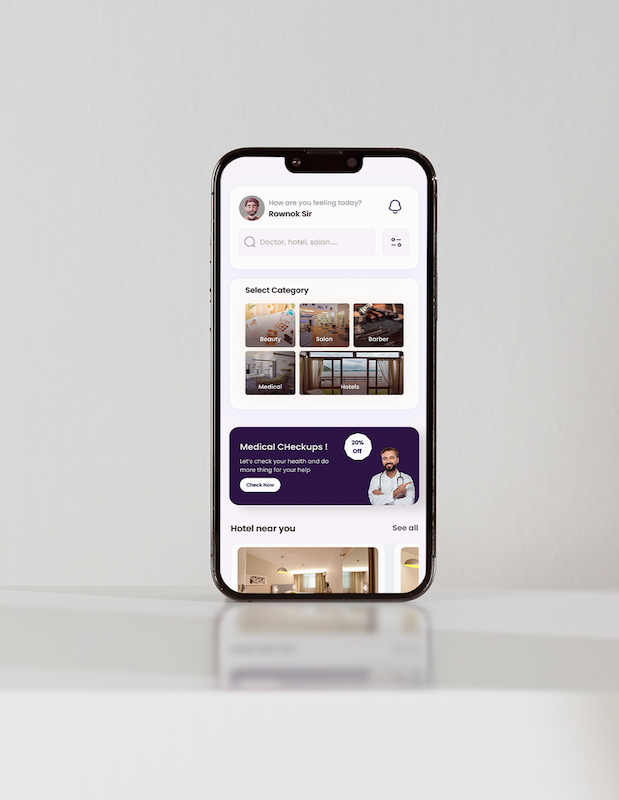 How are you feeling today?
Rownok Sir
Doctor, hotel, salon....
Select Category
Beauty
Salon
Barber
Medical
Hotels
Medical CHeckups !
20%
Off
Let's check your health and do
more thing for your help
Check Now
Hotel near you
See all